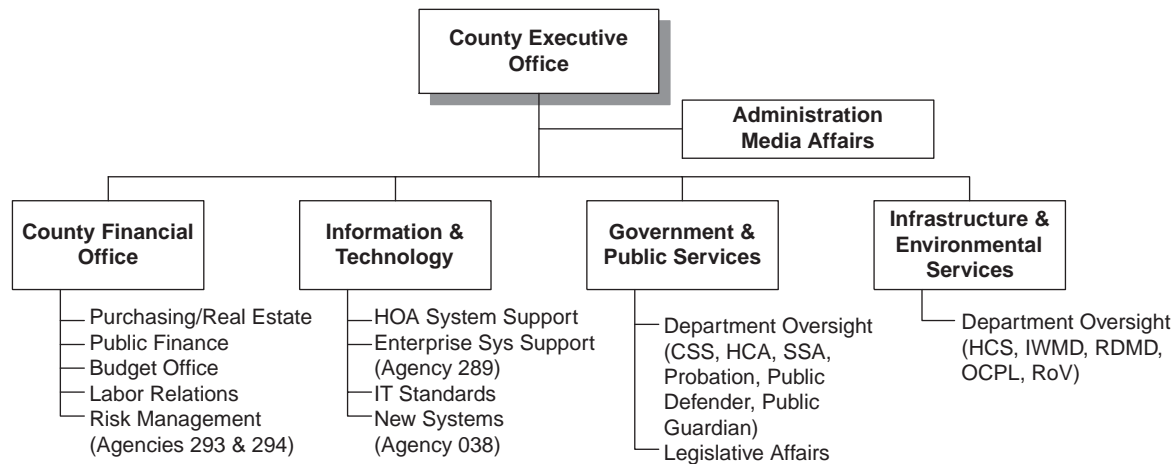 County Executive
Office
Administration
Media Affairs
County Financial
Office
Purchasing/Real Estate
Public Finance
Budget Office
Labor Relations
Risk Management
(Agencies 293 & 294)
Information &
Technology
HOA System Support
Enterprise Sys Support
(Agency 289)
IT Standards
New Systems
(Agency 038)
Government &
Public Services
Department Oversight
(CSS, HCA, SSA,
Probation, Public
Defender, Public
Guardian)
Legislative Affairs
Infrastructure &
Environmental
Services
Department Oversight
(HCS, IWMD, RDMD,
OCPL, RoV)